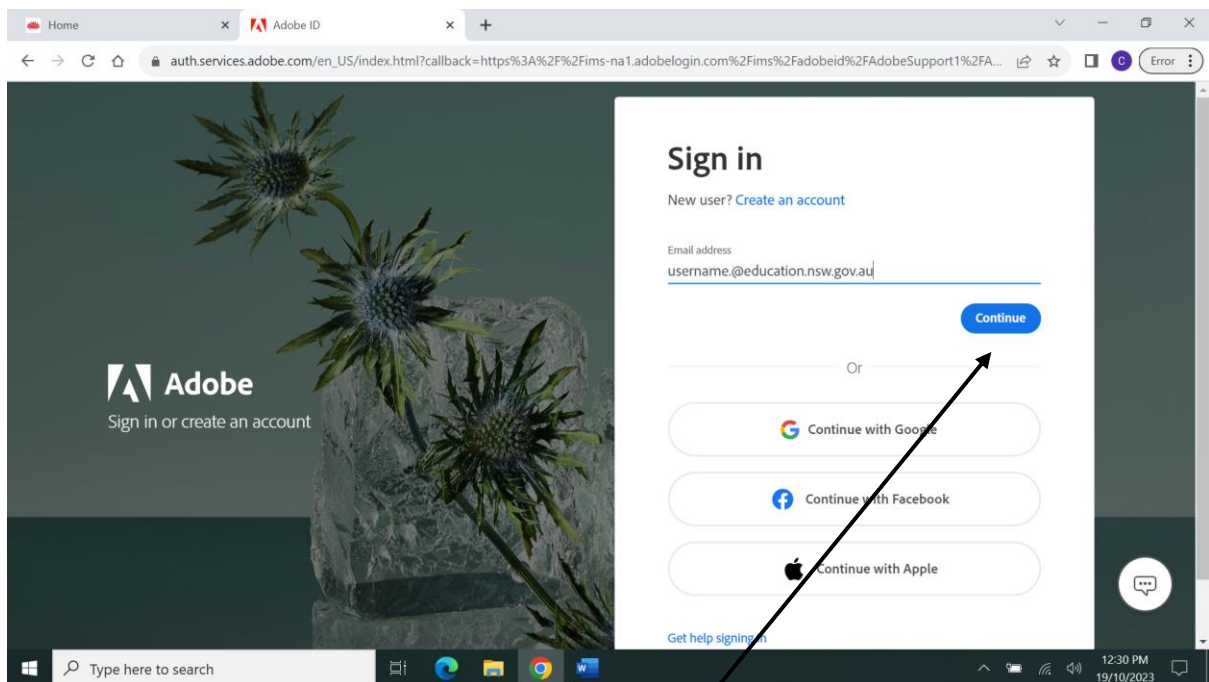 Home
Adobe ID
auth.services.adobe.com/en_US/index.html?callback=https%3A%2F%2Fims-na1.adobelogin.com%2Fims%2Fadobeid%2FAdobeSupport1%2FA...
C
Error
Sign in
New user? Create an account
Email address
username.@education.nsw.gov.au
Continue
Or
Adobe
Sign in or create an account
Continue with Google
Continue with Facebook
Continue with Apple
Get help signing in
Type here to search
W
12:30 PM
19/10/2023